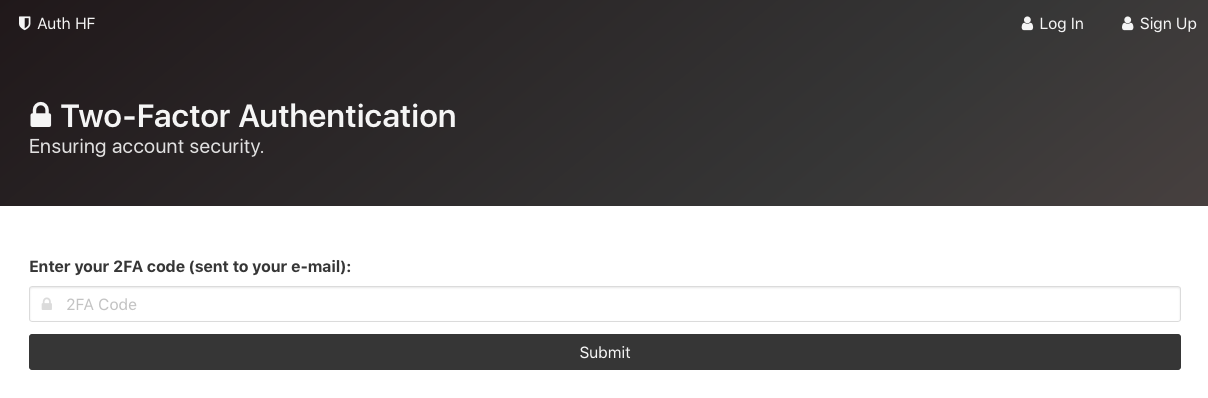 Auth HF
Log In
Sign Up
Two-Factor Authentication
Ensuring account security.
Enter your 2FA code (sent to your e-mail):
2FA Code
Submit